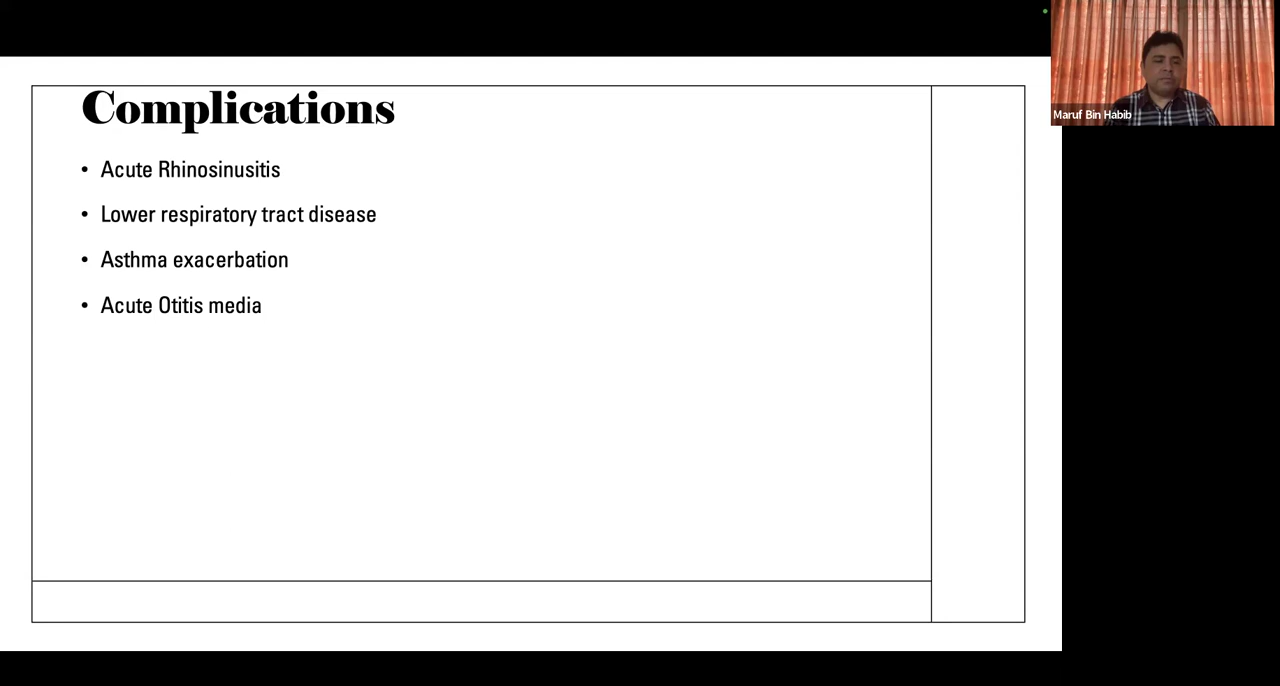 Complications
• Acute Rhinosinusitis
• Lower respiratory tract disease
• Asthma exacerbation
• Acute Otitis media
Maruf Bin Habib